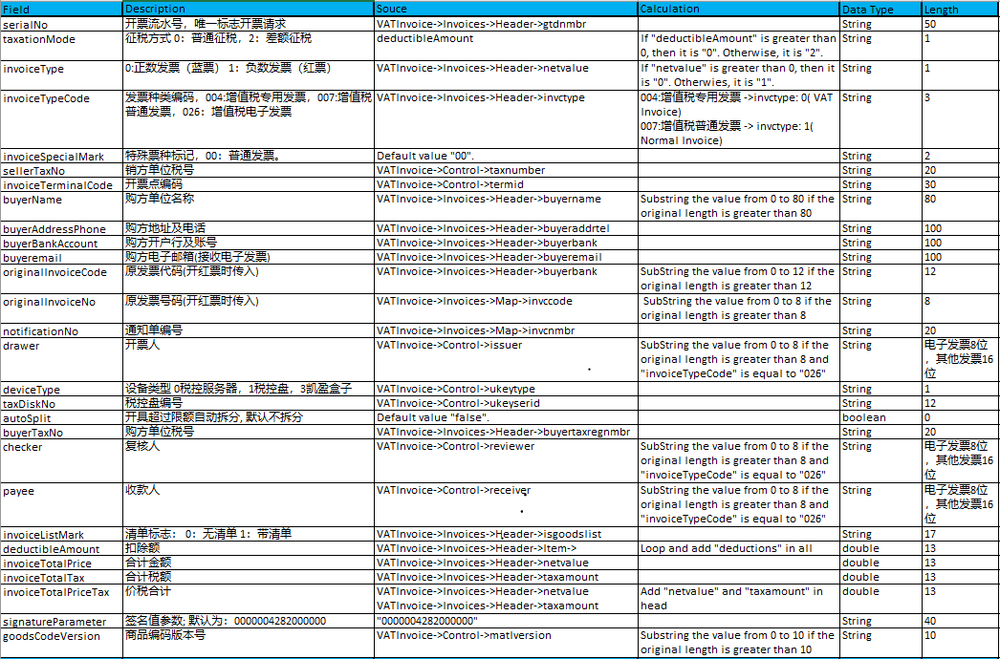 Field Description Souce Calculation Data Type Length
serialNo 开票流水号，唯一标志开票请求 VATInvoice->Invoices->Header->gtdnmbr String 50
taxationMode 征税方式 0：普通征税，2：差额征税 deductibleAmount If "deductibleAmount" is greater than String 1
0, then it is "0". Otherwise, it is "2".
invoiceType 0:正数发票（蓝票） 1：负数发票（红票） VATInvoice->Invoices->Header->netvalue If "netvalue" is greater than 0, then it String 1
is "0". Otherwies, it is "1".
invoiceTypeCode 发票种类编码，004:增值税专用发票，007:增值税 VATInvoice->Invoices->Header->invctype 004:增值税专用发票 ->invctype: 0( VAT String 3
普通发票，026：增值税电子发票 Invoice)
007:增值税普通发票 -> invctype: 1(
Normal Invoice)
invoiceSpecialMark 特殊票种标记，00：普通发票。 Default value "00". String 2
sellerTaxNo 销方单位税号 VATInvoice->Control->taxnumber String 20
invoiceTerminalCode 开票点编码 VATInvoice->Control->termid String 30
buyerName 购方单位名称 VATInvoice->Invoices->Header->buyername Substring the value from 0 to 80 if the String 80
original length is greater than 80
buyerAddressPhone 购方地址及电话 VATInvoice->Invoices->Header->buyeraddrtel String 100
buyerBankAccount 购方开户行及账号 VATInvoice->Invoices->Header->buyerbank String 100
buyeremail 购方电子邮箱(接收电子发票) VATInvoice->Invoices->Header->buyeremail String 100
originalInvoiceCode 原发票代码(开红票时传入) VATInvoice->Invoices->Header->buyerbank SubString the value from 0 to 12 if the String 12
original length is greater than 12
originalInvoiceNo 原发票号码(开红票时传入) VATInvoice->Invoices->Map->invccode SubString the value from 0 to 8 if the String 8
original length is greater than 8
notificationNo 通知单编号 VATInvoice->Invoices->Map->invcnmbr String 20
drawer 开票人 VATInvoice->Control->issuer SubString the value from 0 to 8 if the String 电子发票8位
original length is greater than 8 and ，其他发票16
"invoiceTypeCode" is equal to "026" 位
deviceType 设备类型 0税控服务器，1税控盘，3凯盈盒子 VATInvoice->Control->ukeytype String 1
taxDiskNo 税控盘编号 VATInvoice->Control->ukeyserid String 12
autoSplit 开具超过限额自动拆分, 默认不拆分 Default value "false". boolean 0
buyerTaxNo 购方单位税号 VATInvoice->Invoices->Header->buyertaxregnmbr String 20
checker 复核人 VATInvoice->Control->reviewer SubString the value from 0 to 8 if the String 电子发票8位
original length is greater than 8 and ，其他发票16
"invoiceTypeCode" is equal to "026" 位
payee 收款人 VATInvoice->Control->receiver SubString the value from 0 to 8 if the String 电子发票8位
original length is greater than 8 and ，其他发票16
"invoiceTypeCode" is equal to "026" 位
invoiceListMark 清单标志： 0：无清单 1：带清单 VATInvoice->Invoices->Header->isgoodslist String 17
deductibleAmount 扣除额 VATInvoice->Invoices->Header->Item-> Loop and add "deductions" in all double 13
invoiceTotalPrice 合计金额 VATInvoice->Invoices->Header->netvalue double 13
invoiceTotalTax 合计税额 VATInvoice->Invoices->Header->taxamount double 13
invoiceTotalPriceTax 价税合计 VATInvoice->Invoices->Header->netvalue Add "netvalue" and "taxamount" in double 13
VATInvoice->Invoices->Header->taxamount head
signatureParameter 签名值参数; 默认为：0000004282000000 "0000004282000000" String 40
goodsCodeVersion 商品编码版本号 VATInvoice->Control->matlversion Substring the value from 0 to 10 if the String 10
original length is greater than 10